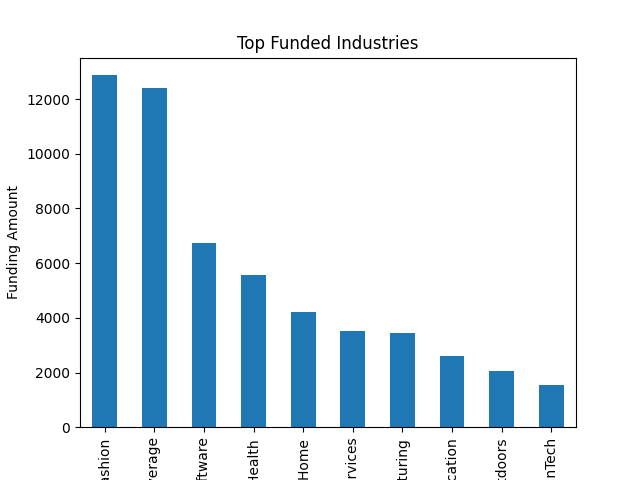 Top Funded Industries
Funding Amount
12000
10000
8000
6000
4000
2000
0
ashion
verage
ftware
Health
Home
rvices
turing
cation
tdoors
nTech